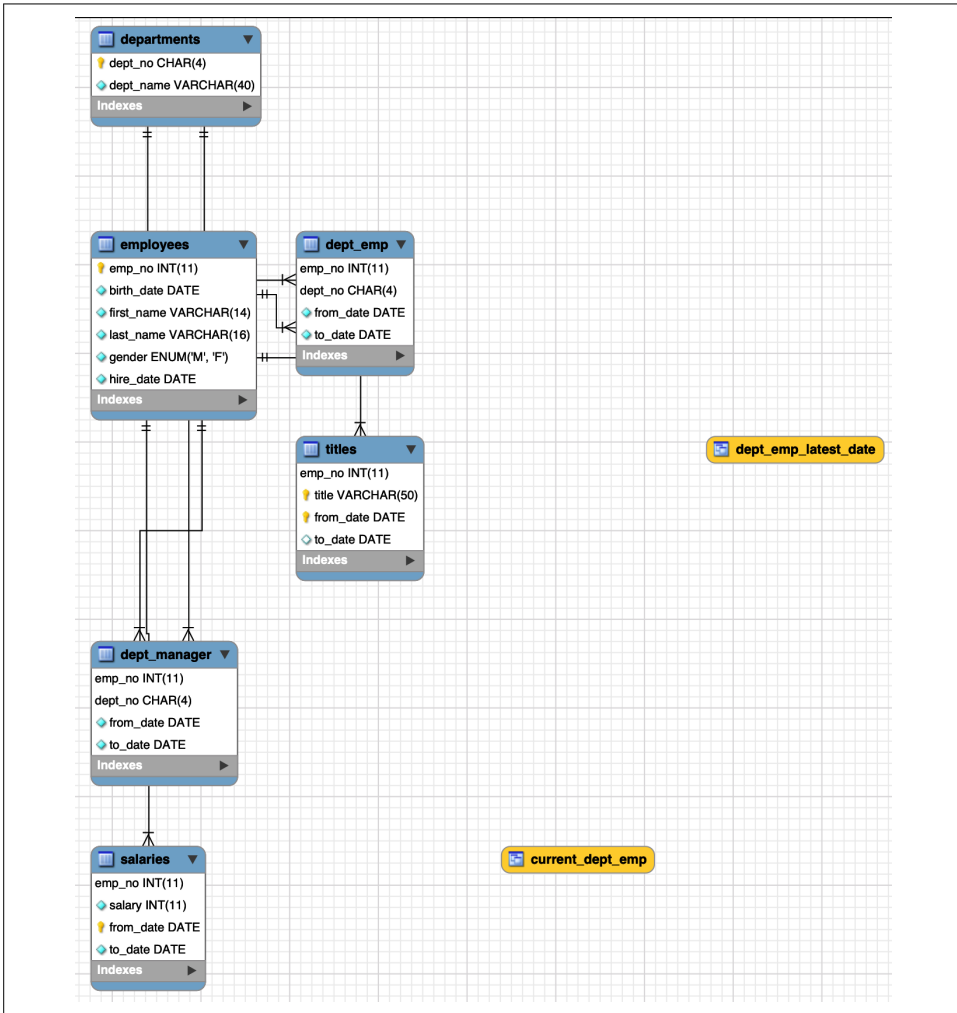 departments
dept_no CHAR(4)
dept_name VARCHAR(40)
Indexes
employees
emp_no INT(11)
birth_date DATE
first_name VARCHAR(14)
last_name VARCHAR(16)
gender ENUM('M', 'F')
hire_date DATE
Indexes
dept_emp
emp_no INT(11)
dept_no CHAR(4)
from_date DATE
to_date DATE
Indexes
titles
emp_no INT(11)
title VARCHAR(50)
from_date DATE
to_date DATE
Indexes
dept_emp_latest_date
dept_manager
emp_no INT(11)
dept_no CHAR(4)
from_date DATE
to_date DATE
Indexes
salaries
emp_no INT(11)
salary INT(11)
from_date DATE
to_date DATE
Indexes
current_dept_emp